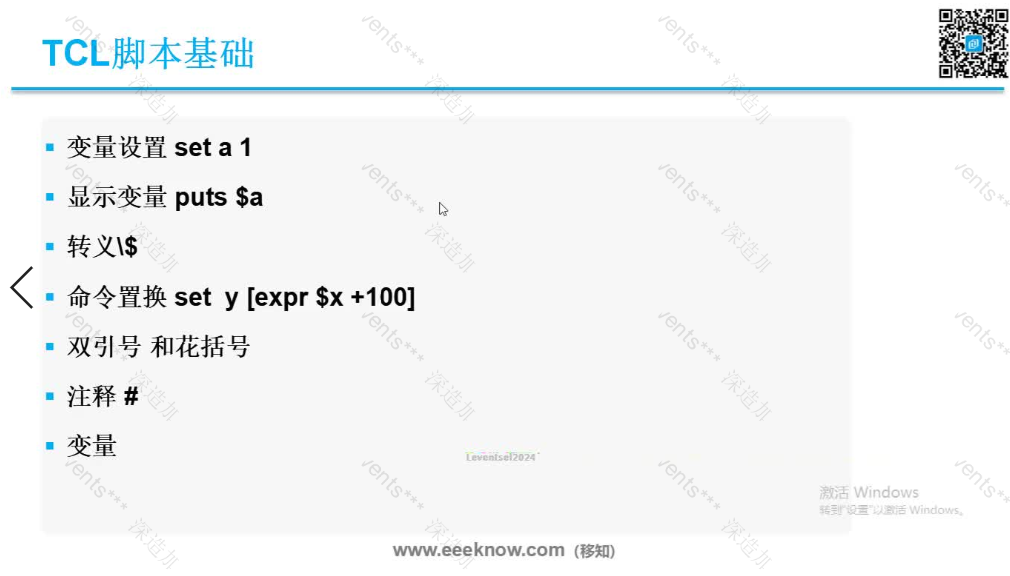 TCL脚本基础
变量设置 set a 1
显示变量 puts $a
转义\$
命令置换 set y [expr $x +100]
双引号 和花括号
注释 #
变量
Leventsel2024
激活 Windows
转到"设置"以激活 Windows。
www.eeeknow.com（移知）